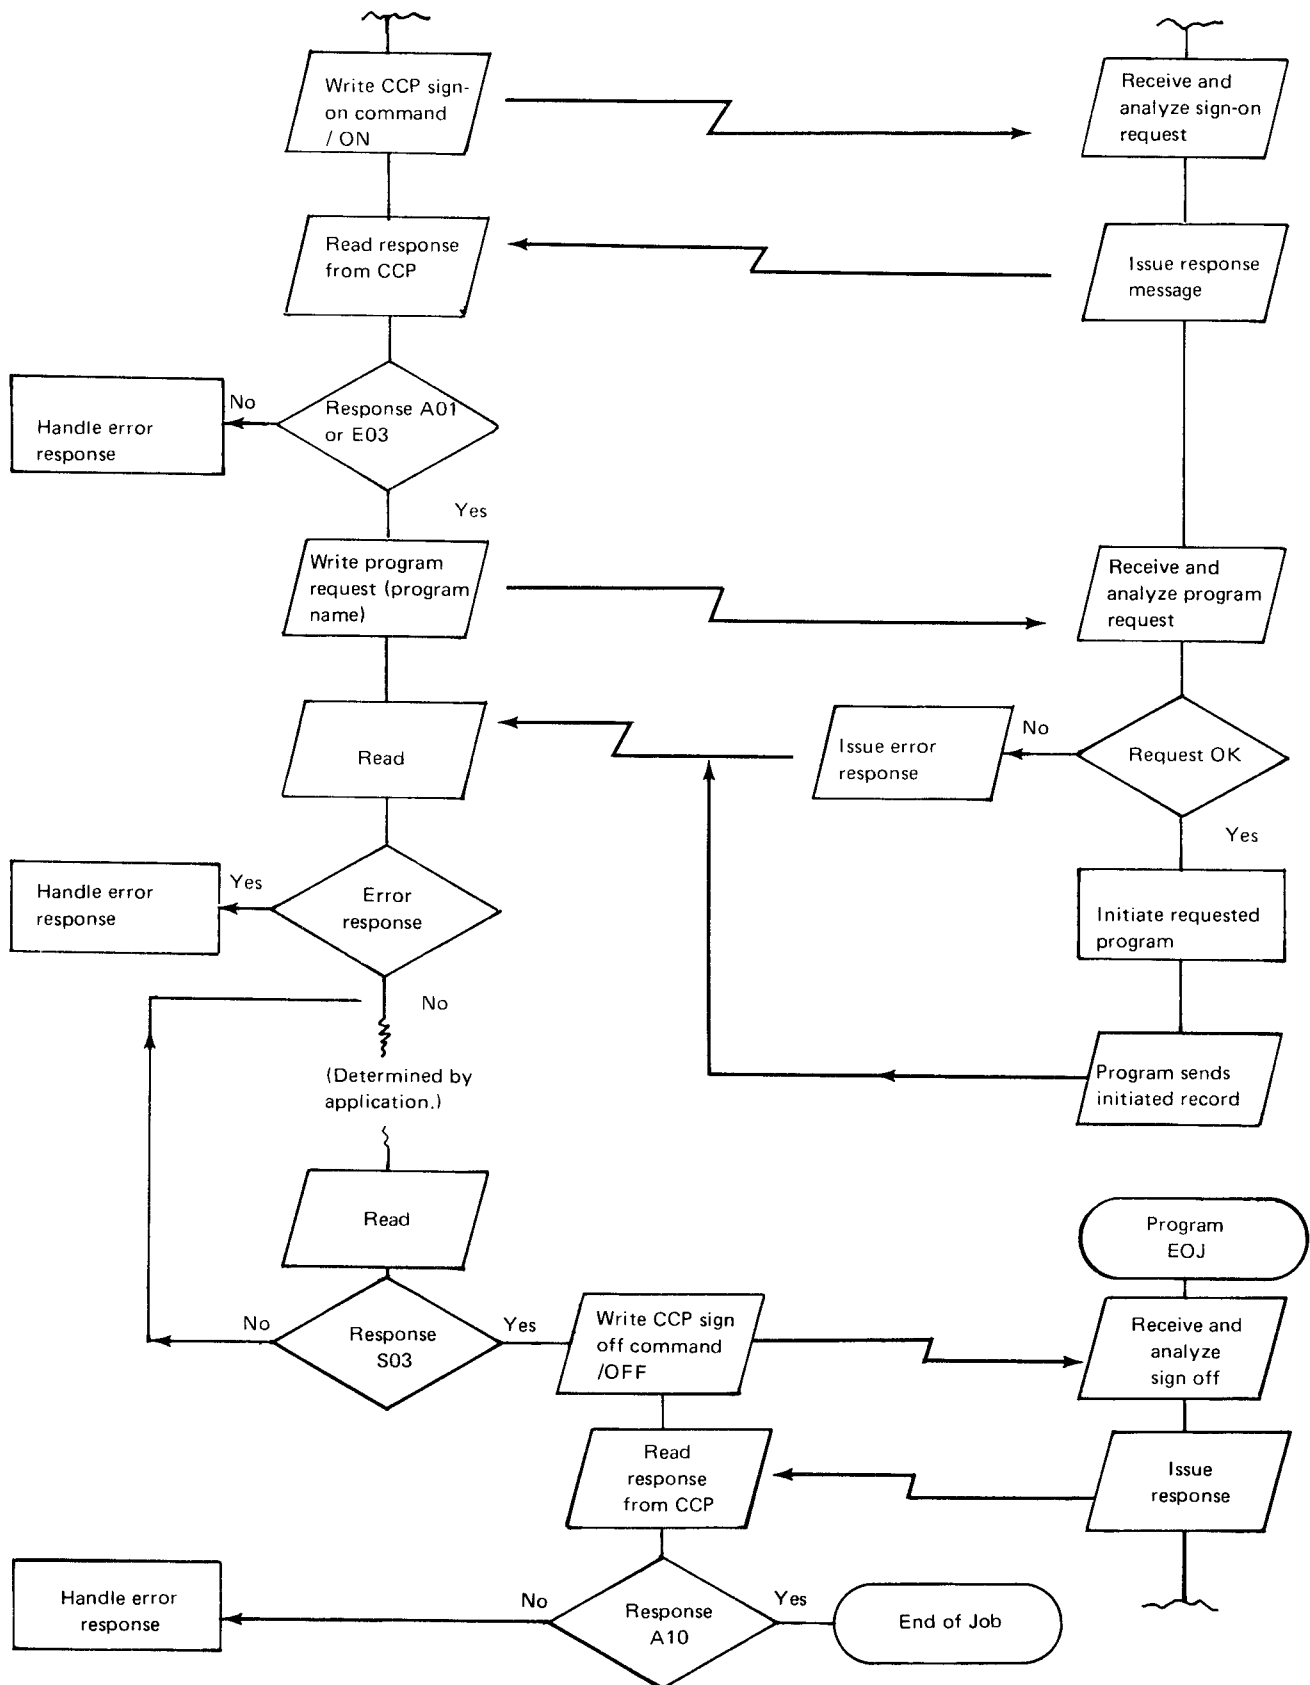 Write CCP sign-
on command
/ ON
Receive and
analyze sign-on
request
Read response
from CCP
Issue response
message
No
Response A01
or E03
Handle error
response
Yes
Write program
request (program
name)
Receive and
analyze program
request
Read
Issue error
response
No
Request OK
Yes
Handle error
response
Yes
Error
response
Initiate requested
program
No
(Determined by
application.)
Program sends
initiated record
Read
Program
EOJ
No
Response
S03
Yes
Write CCP sign
off command
/OFF
Receive and
analyze
sign off
Read
response
from CCP
Issue
response
Handle error
response
No
Response
A10
Yes
End of Job